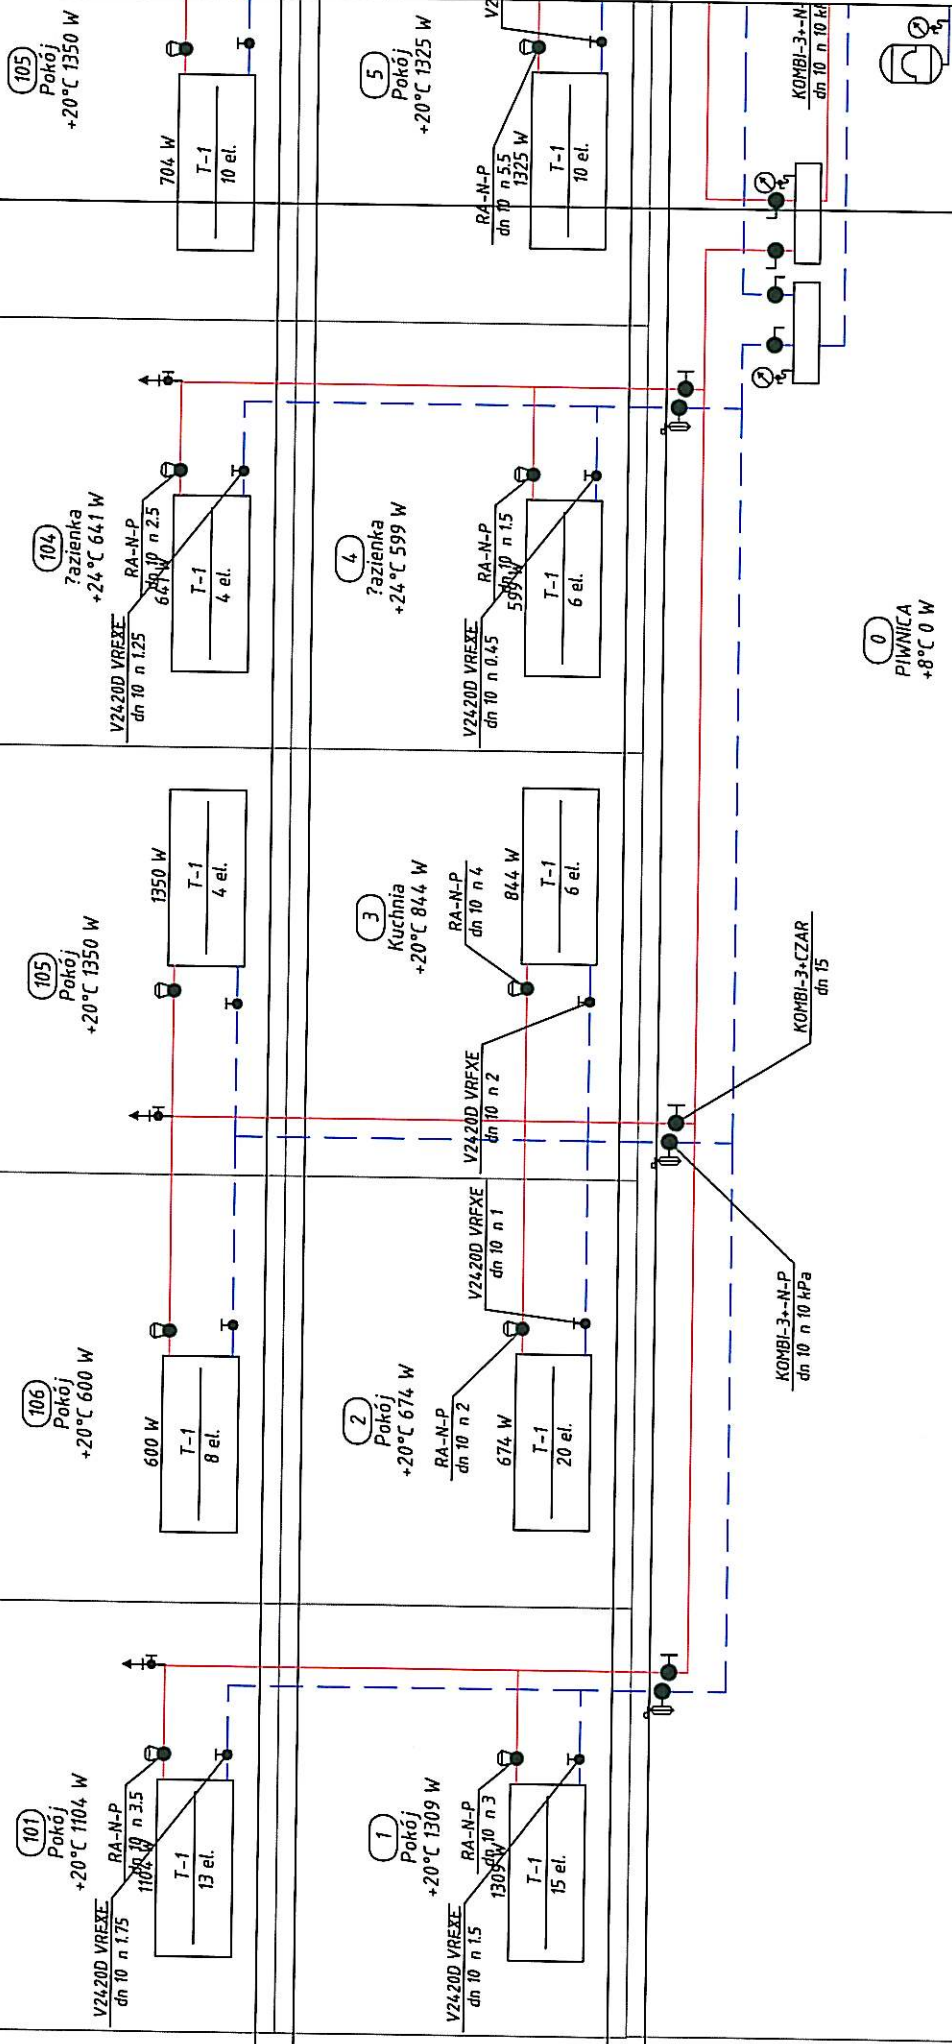 101
Pokój
+20°C 1104 W
RA-N-P
dn 10 n 3.5
1104 W
V2420D VREXE
dn 10 n 1.75
T-1
13 el.
106
Pokój
+20°C 600 W
600 W
T-1
8 el.
105
Pokój
+20°C 1350 W
1350 W
T-1
4 el.
104
?azienka
+24°C 641 W
RA-N-P
dn 10 n 2.5
641 W
V2420D VREXE
dn 10 n 1.25
T-1
4 el.
105
Pokój
+20°C 1350 W
704 W
T-1
10 el.
1
Pokój
+20°C 1309 W
RA-N-P
dn 10 n 3
1309 W
V2420D VREXE
dn 10 n 1.5
T-1
15 el.
2
Pokój
+20°C 674 W
RA-N-P
dn 10 n 2
674 W
V2420D VREXE
dn 10 n 1
T-1
20 el.
3
Kuchnia
+20°C 844 W
RA-N-P
dn 10 n 4
844 W
V2420D VREXE
dn 10 n 2
T-1
6 el.
4
?azienka
+24°C 599 W
RA-N-P
dn 10 n 1.5
599 W
V2420D VREXE
dn 10 n 0.45
T-1
6 el.
5
Pokój
+20°C 1325 W
V2
RA-N-P
dn 10 n 5.5
1325 W
T-1
10 el.
KOMBI-3+-N-P
dn 10 n 10 kPa
KOMBI-3+CZAR
dn 15
KOMBI-3+-N-
dn 10 n 10 k
0
PIWNICA
+8°C 0 W